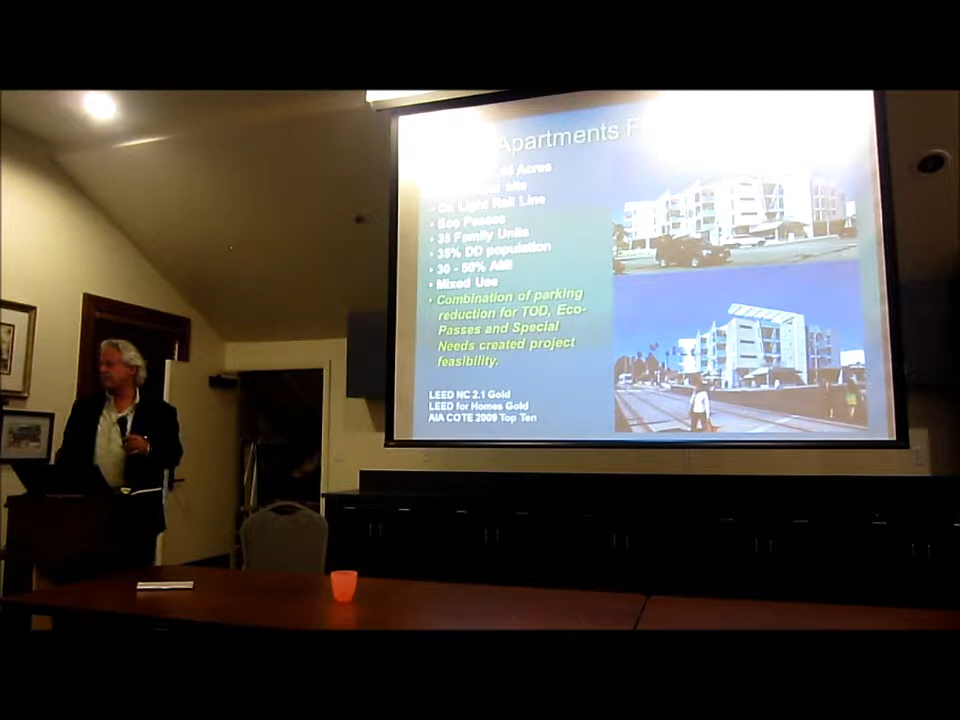 Apartments
Acres
site
• On Light Rail Line
• Eco Passes
• 35 Family Units
• 35% DD population
• 30 - 50% AMI
• Mixed Use
• Combination of parking
reduction for TOD, Eco-
Passes and Special
Needs created project
feasibility.
LEED NC 2.1 Gold
LEED for Homes Gold
AIA COTE 2009 Top Ten